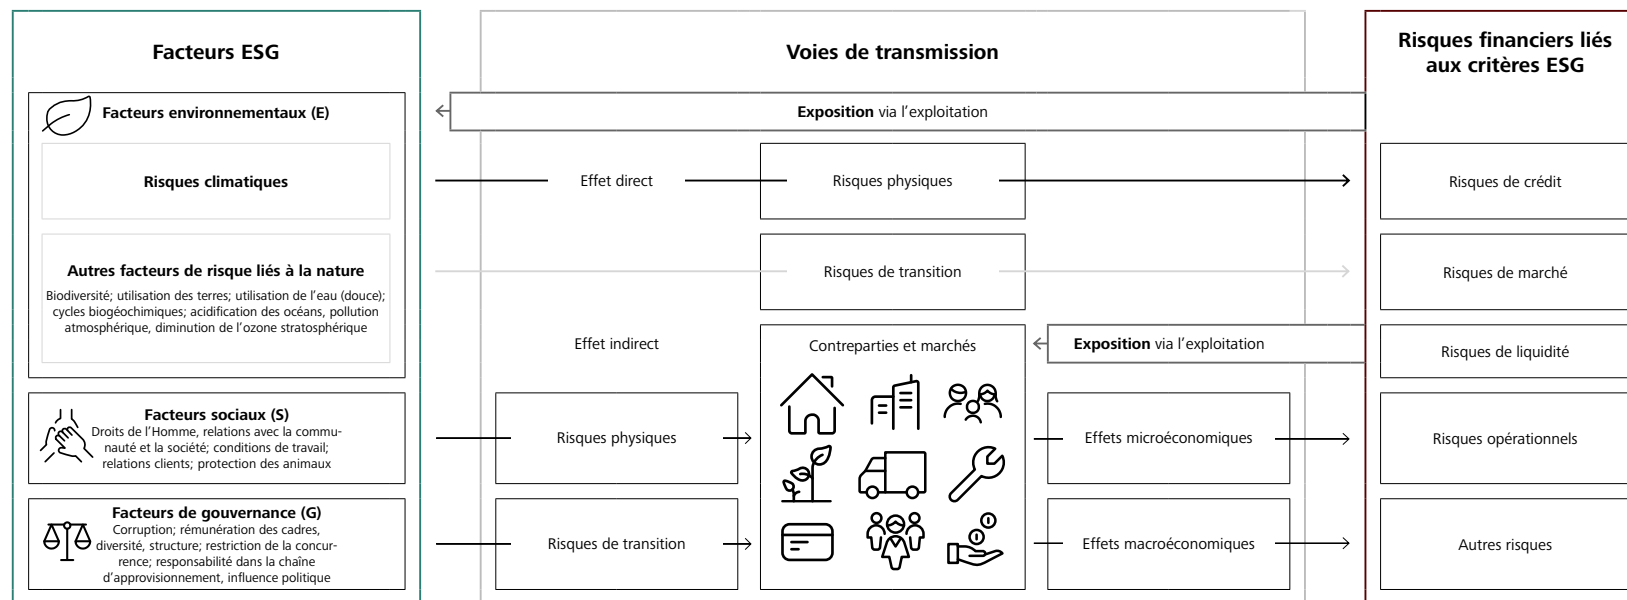 Facteurs ESG
Facteurs environnementaux (E)
Risques climatiques
Autres facteurs de risque liés à la nature
Biodiversité; utilisation des terres; utilisation de l’eau (douce);
cycles biogéochimiques; acidification des océans, pollution
atmosphérique, diminution de l’ozone stratosphérique
Facteurs sociaux (S)
Droits de l’Homme, relations avec la commu-
nauté et la société; conditions de travail;
relations clients; protection des animaux
Facteurs de gouvernance (G)
Corruption; rémunération des cadres,
diversité, structure; restriction de la concur-
rence; responsabilité dans la chaîne
d’approvisionnement, influence politique
Voies de transmission
Exposition via l’exploitation
Effet direct
Risques physiques
Risques de transition
Effet indirect
Contreparties et marchés
Exposition via l’exploitation
Risques physiques
Effets microéconomiques
Risques de transition
Effets macroéconomiques
Risques financiers liés
aux critères ESG
Risques de crédit
Risques de marché
Risques de liquidité
Risques opérationnels
Autres risques